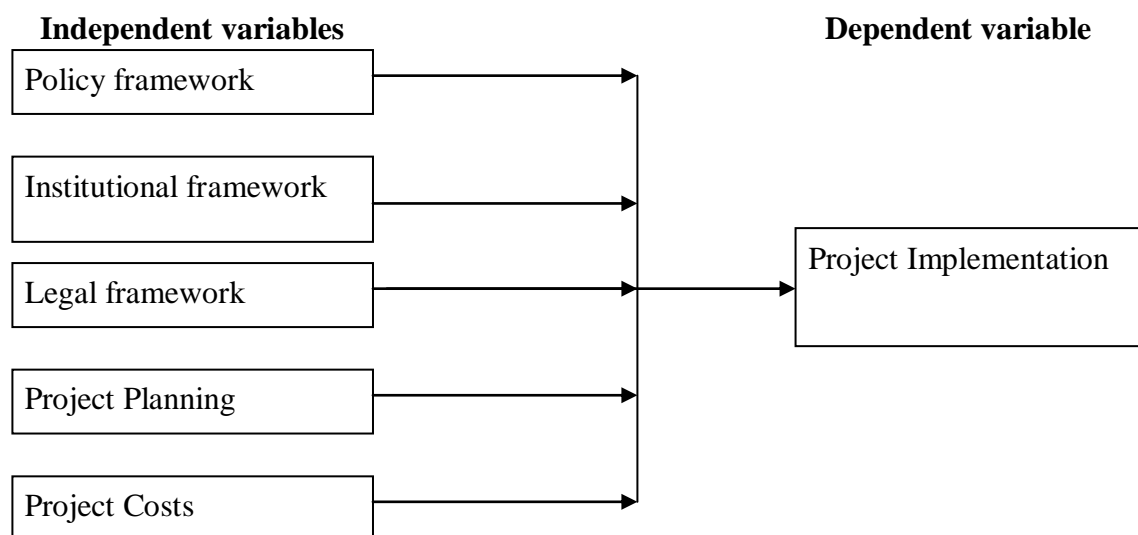 Independent variables
Dependent variable
Policy framework
Institutional framework
Legal framework
Project Planning
Project Costs
Project Implementation